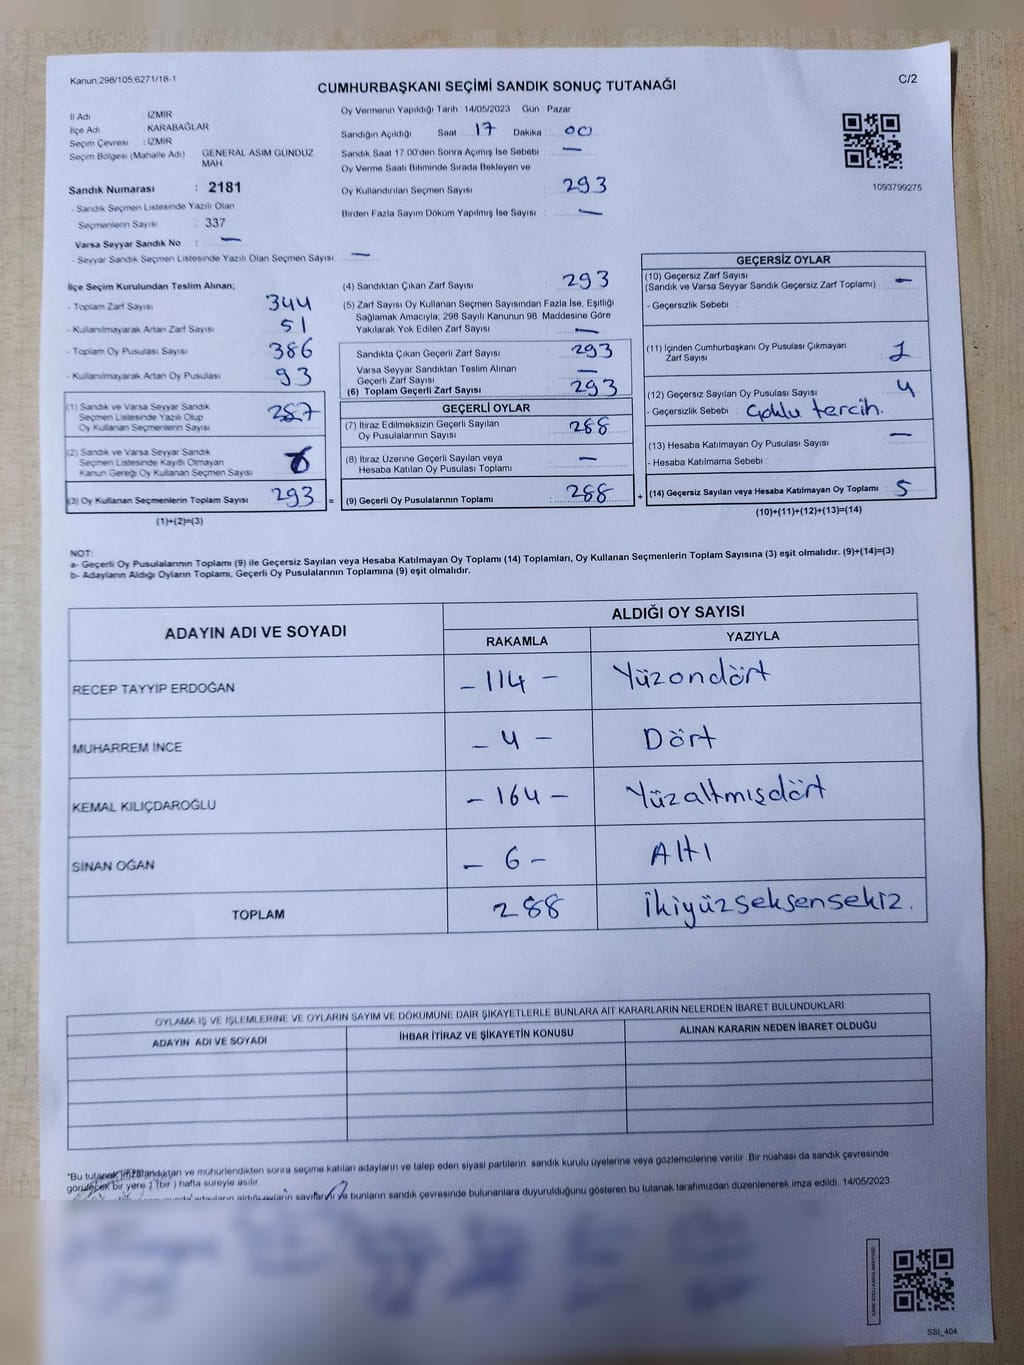 Kanun;298/105;6271/18-1
C/2
CUMHURBAŞKANI SEÇİMİ SANDIK SONUÇ TUTANAĞI
İl Adı İZMİR
İlçe Adı KARABAĞLAR
Seçim Çevresi : İZMİR
Seçim Bölgesi (Mahalle Adı) GENERAL ASIM GÜNDÜZ MAH.
Sandık Numarası : 2181
- Sandık Seçmen Listesinde Yazılı Olan
Seçmenlerin Sayısı : 337
Varsa Seyyar Sandık No : —
- Seyyar Sandık Seçmen Listesinde Yazılı Olan Seçmen Sayısı: —
Oy Vermenin Yapıldığı Tarih 14/05/2023 Gün Pazar
Sandığın Açıldığı Saat 17 Dakika 00
Sandık Saat 17.00'den Sonra Açımış İse Sebebi : —
Oy Verme Saati Bitiminde Sırada Bekleyen ve
Oy Kullandırılan Seçmen Sayısı : 293
Birden Fazla Sayım Döküm Yapılmış İse Sayısı : —
1093799275
İlçe Seçim Kurulundan Teslim Alınan;
- Toplam Zarf Sayısı 344
- Kullanılmayarak Artan Zarf Sayısı 51
- Toplam Oy Pusulası Sayısı 386
- Kullanılmayarak Artan Oy Pusulası 93
(1) Sandık ve Varsa Seyyar Sandık
Seçmen Listesinde Yazılı Olup
Oy Kullanan Seçmenlerin Sayısı 287
(2) Sandık ve Varsa Seyyar Sandık
Seçmen Listesinde Kayıtlı Olmayan
Kanun Gereği Oy Kullanan Seçmen Sayısı 6
(3) Oy Kullanan Seçmenlerin Toplam Sayısı 293 =
(1)+(2)=(3)
(4) Sandıktan Çıkan Zarf Sayısı 293
(5) Zarf Sayısı Oy Kullanan Seçmen Sayısından Fazla İse, Eşitliği
Sağlamak Amacıyla, 298 Sayılı Kanunun 98. Maddesine Göre
Yakılarak Yok Edilen Zarf Sayısı : —
Sandıkta Çıkan Geçerli Zarf Sayısı 293
Varsa Seyyar Sandıktan Teslim Alınan
Geçerli Zarf Sayısı —
(6) Toplam Geçerli Zarf Sayısı 293
GEÇERLİ OYLAR
(7) İtiraz Edilmeksizin Geçerli Sayılan
Oy Pusulalarının Sayısı : 288
(8) İtiraz Üzerine Geçerli Sayılan veya
Hesaba Katılan Oy Pusulası Toplamı : —
(9) Geçerli Oy Pusulalarının Toplamı : 288 +
GEÇERSİZ OYLAR
(10) Geçersiz Zarf Sayısı
(Sandık ve Varsa Seyyar Sandık Geçersiz Zarf Toplamı) : —
- Geçersizlik Sebebi :
(11) İçinden Cumhurbaşkanı Oy Pusulası Çıkmayan
Zarf Sayısı 1
(12) Geçersiz Sayılan Oy Pusulası Sayısı : 4
- Geçersizlik Sebebi : Çoklu tercih.
(13) Hesaba Katılmayan Oy Pusulası Sayısı : —
- Hesaba Katılmama Sebebi :
(14) Geçersiz Sayılan veya Hesaba Katılmayan Oy Toplamı : 5
(10)+(11)+(12)+(13)=(14)
NOT:
a- Geçerli Oy Pusulalarının Toplamı (9) ile Geçersiz Sayılan veya Hesaba Katılmayan Oy Toplamı (14) Toplamları, Oy Kullanan Seçmenlerin Toplam Sayısına (3) eşit olmalıdır. (9)+(14)=(3)
b- Adayların Aldığı Oyların Toplamı, Geçerli Oy Pusulalarının Toplamına (9) eşit olmalıdır.
ADAYIN ADI VE SOYADI ALDIĞI OY SAYISI
RAKAMLA YAZIYLA
RECEP TAYYİP ERDOĞAN - 114 - Yüzondört
MUHARREM İNCE - 4 - Dört
KEMAL KILIÇDAROĞLU - 164 - Yüzaltmışdört
SİNAN OĞAN - 6 - Altı
TOPLAM 288 ikiyüzseksensekiz.
OYLAMA İŞ VE İŞLEMLERİNE VE OYLARIN SAYIM VE DÖKÜMÜNE DAİR ŞİKAYETLERLE BUNLARA AİT KARARLARIN NELERDEN İBARET BULUNDUKLARI
ADAYIN ADI VE SOYADI İHBAR İTİRAZ VE ŞİKAYETİN KONUSU ALINAN KARARIN NEDEN İBARET OLDUĞU
"Bu tutanak imzalandıktan ve mühürlendikten sonra seçime katılan adayların ve talep eden siyasi partilerin sandık kurulu üyelerine veya gözlemcilerine verilir. Bir nüshası da sandık çevresinde
görülecek bir yere 1 (bir ) hafta süreyle asılır.
adayların aldığı oyların sayılarını ve bunların sandık çevresinde bulunanlara duyurulduğunu gösteren bu tutanak tarafımızdan düzenlenerek imza edildi. 14/05/2023
SSİ_404